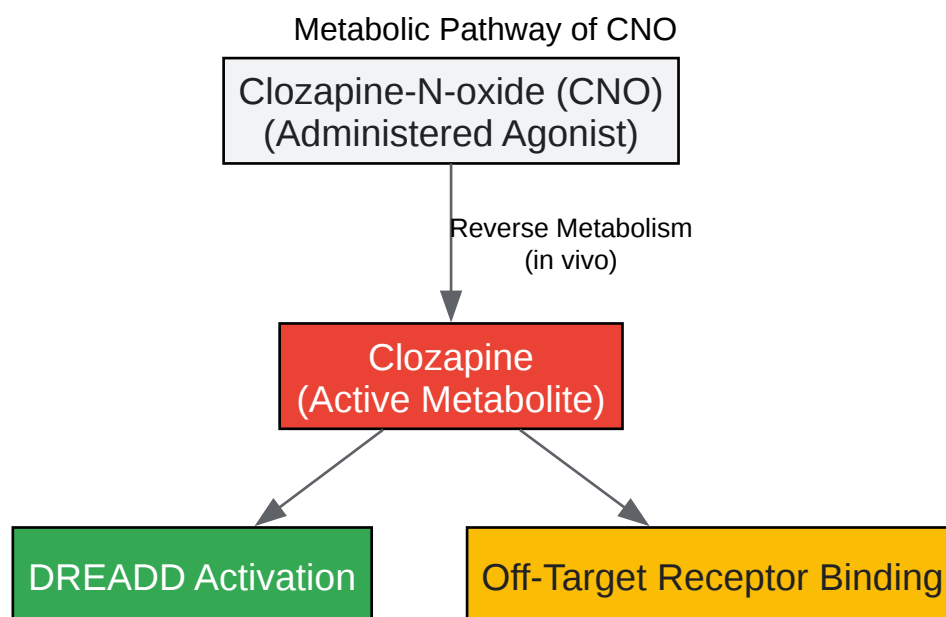 Metabolic Pathway of CNO
Clozapine-N-oxide (CNO)
(Administered Agonist)
Reverse Metabolism
(in vivo)
Clozapine
(Active Metabolite)
DREADD Activation
Off-Target Receptor Binding